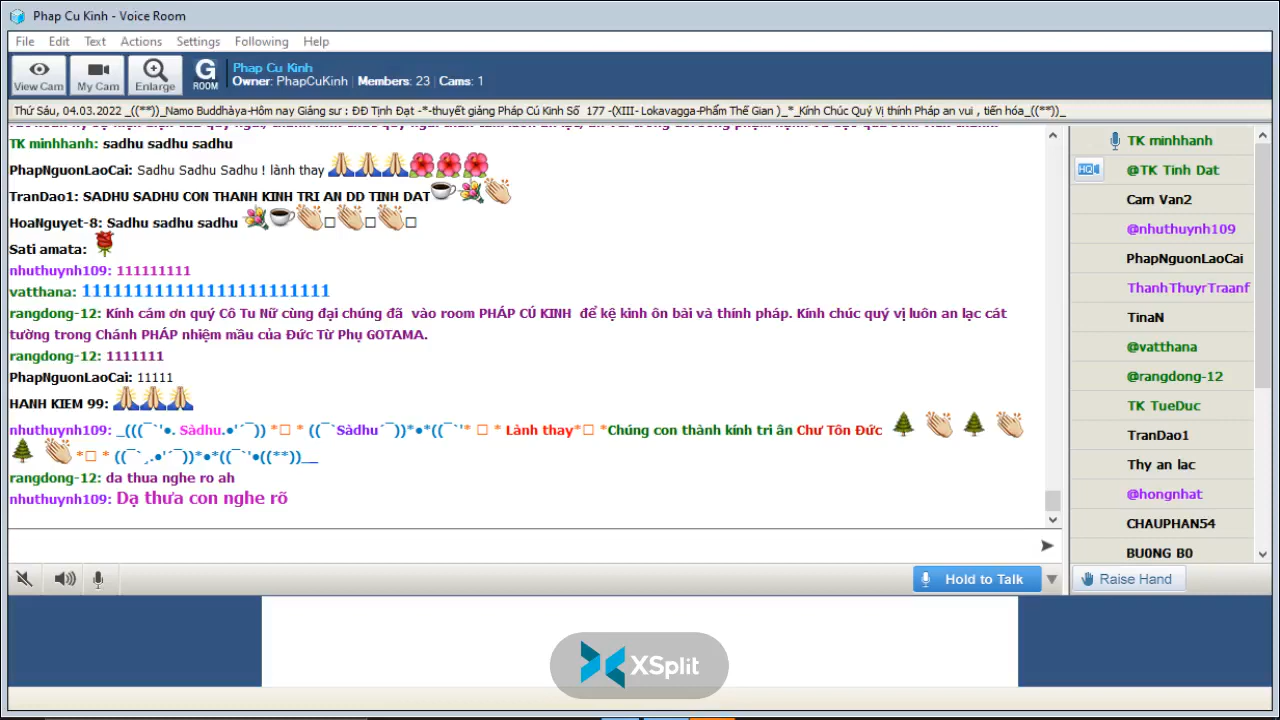 Phap Cu Kinh - Voice Room
File Edit Text Actions Settings Following Help
View Cam My Cam Enlarge G ROOM Phap Cu Kinh
Owner: PhapCuKinh Members: 23 Cams: 1
Thứ Sáu, 04.03.2022 _((**))_Namo Buddhàya-Hôm nay Giảng sư : ĐĐ Tịnh Đạt -*-thuyết giảng Pháp Cú Kinh Số 177 -(XIII- Lokavagga-Phẩm Thế Gian )_*_Kính Chúc Quý Vị thính Pháp an vui , tiến hóa_((**))_
TK minhhanh: sadhu sadhu sadhu
PhapNguonLaoCai: Sadhu Sadhu Sadhu ! lành thay 🙏🙏🙏🌺🌺🌺
TranDao1: SADHU SADHU CON THANH KINH TRI AN DD TINH DAT☕💐👏
HoaNguyet-8: Sadhu sadhu sadhu 💐☕👏□👏□👏□
Sati amata: 🌹
nhuthuynh109: 111111111
vatthana: 1111111111111111111111111
rangdong-12: Kính cám ơn quý Cô Tu Nữ cùng đại chúng đã vào room PHÁP CÚ KINH để kệ kinh ôn bài và thính pháp. Kính chúc quý vị luôn an lạc cát
tường trong Chánh PHÁP nhiệm mầu của Đức Từ Phụ GOTAMA.
rangdong-12: 1111111
PhapNguonLaoCai: 11111
HANH KIEM 99: 🙏🙏🙏
nhuthuynh109: _(((¯`'●. Sàdhu.●'´¯)) *□ * ((¯`Sàdhu´¯))*●*((¯`'* □ * Lành thay*□ *Chúng con thành kính tri ân Chư Tôn Đức 🌲 👏 🌲 👏
🌲 👏 *□ * ((¯`¸.●'´¯))*●*((¯`'●((**))__
rangdong-12: da thua nghe ro ah
nhuthuynh109: Dạ thưa con nghe rõ
Hold to Talk
TK minhhanh
HQ @TK Tinh Dat
Cam Van2
@nhuthuynh109
PhapNguonLaoCai
ThanhThuyrTraanf
TinaN
@vatthana
@rangdong-12
TK TueDuc
TranDao1
Thy an lac
@hongnhat
CHAUPHAN54
BU0NG B0
Raise Hand
XSplit